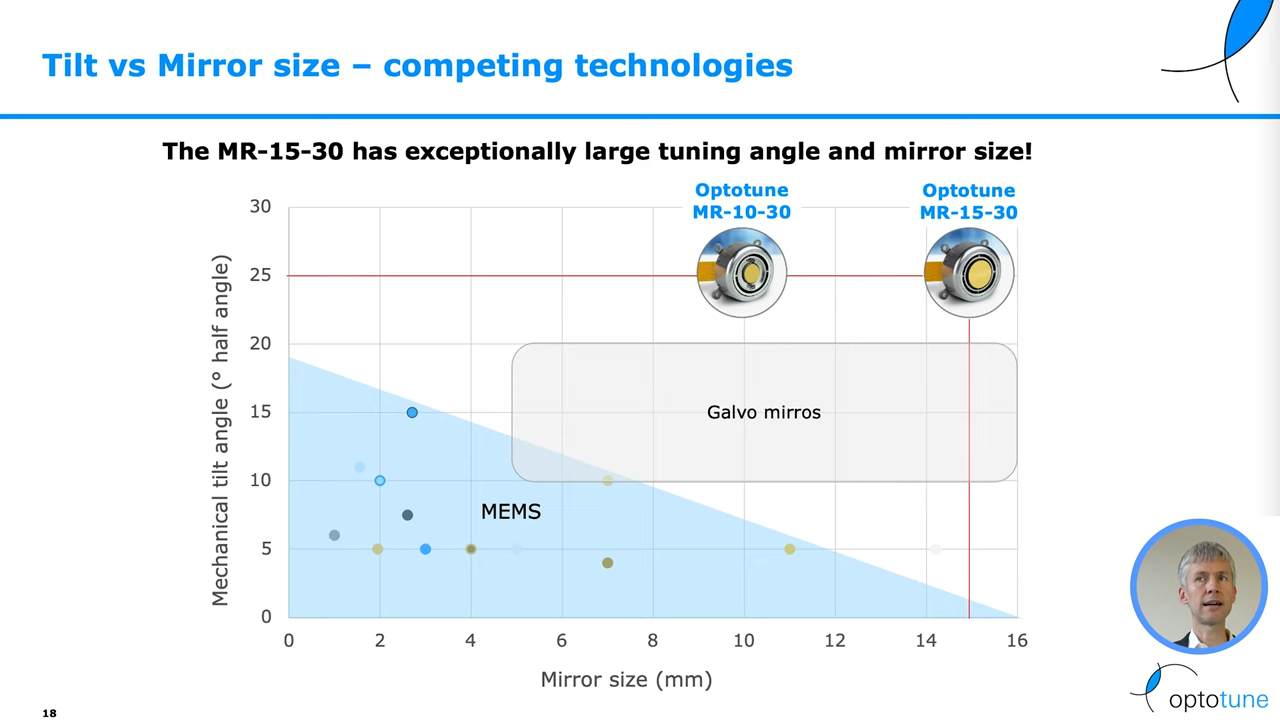 Tilt vs Mirror size – competing technologies
The MR-15-30 has exceptionally large tuning angle and mirror size!
Optotune
MR-10-30
Optotune
MR-15-30
30
25
20
15
10
5
0
Mechanical tilt angle (° half angle)
Galvo mirros
MEMS
0 2 4 6 8 10 12 14 16
Mirror size (mm)
optotune
18